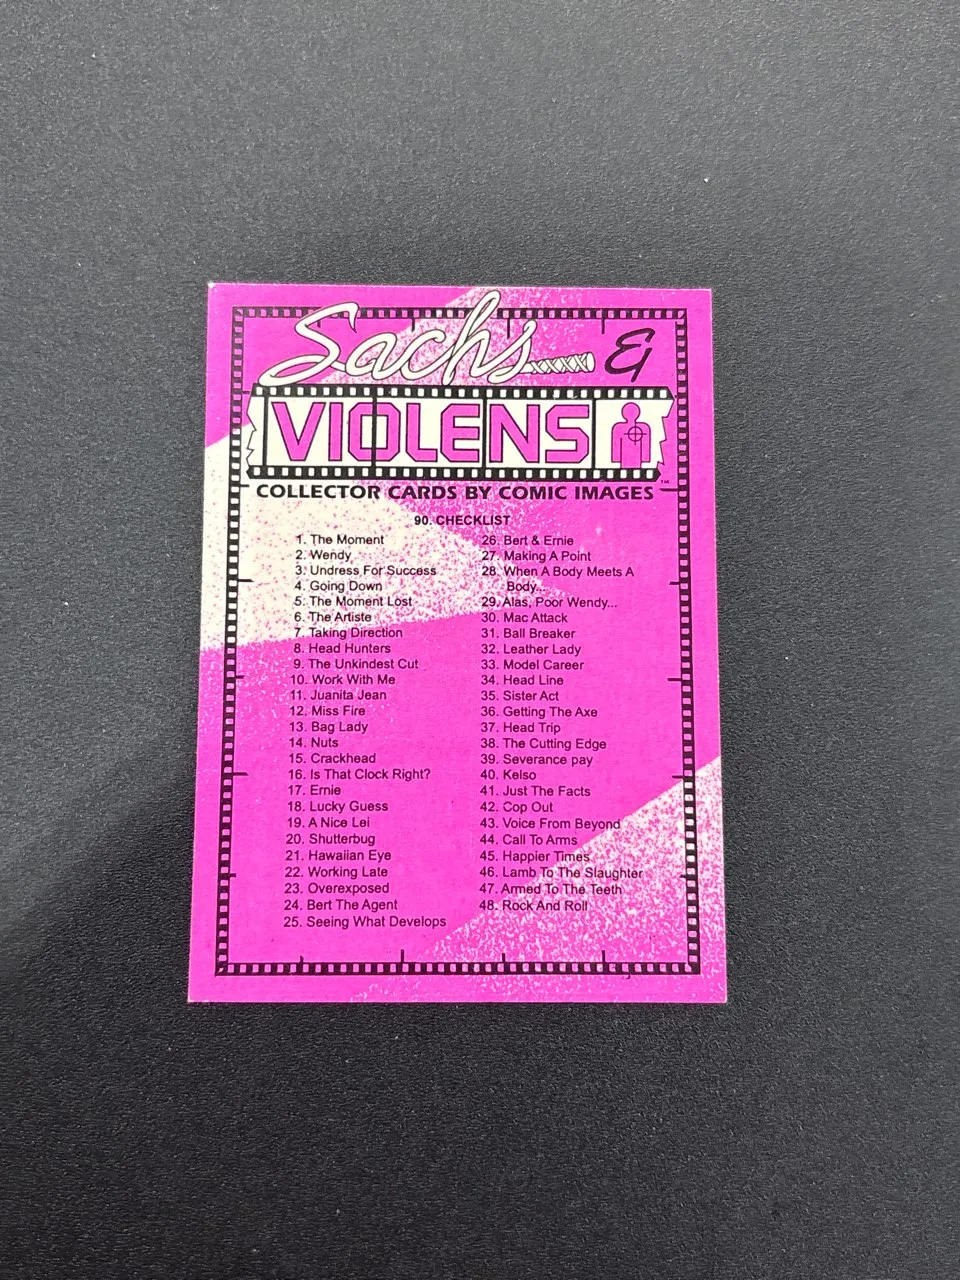 Sachs &
VIOLENS
™
COLLECTOR CARDS BY COMIC IMAGES
90. CHECKLIST
1. The Moment
2. Wendy
3. Undress For Success
4. Going Down
5. The Moment Lost
6. The Artiste
7. Taking Direction
8. Head Hunters
9. The Unkindest Cut
10. Work With Me
11. Juanita Jean
12. Miss Fire
13. Bag Lady
14. Nuts
15. Crackhead
16. Is That Clock Right?
17. Ernie
18. Lucky Guess
19. A Nice Lei
20. Shutterbug
21. Hawaiian Eye
22. Working Late
23. Overexposed
24. Bert The Agent
25. Seeing What Develops
26. Bert & Ernie
27. Making A Point
28. When A Body Meets A
Body...
29. Alas, Poor Wendy...
30. Mac Attack
31. Ball Breaker
32. Leather Lady
33. Model Career
34. Head Line
35. Sister Act
36. Getting The Axe
37. Head Trip
38. The Cutting Edge
39. Severance pay
40. Kelso
41. Just The Facts
42. Cop Out
43. Voice From Beyond
44. Call To Arms
45. Happier Times
46. Lamb To The Slaughter
47. Armed To The Teeth
48. Rock And Roll